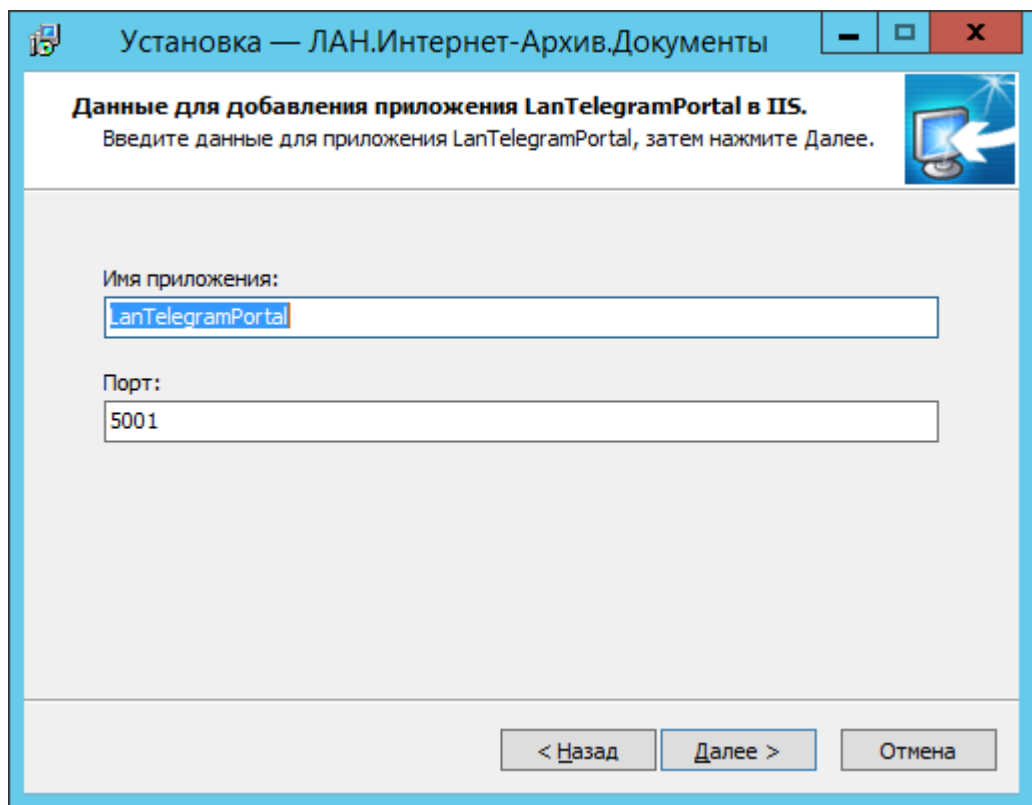 Установка — ЛАН.Интернет-Архив.Документы
Данные для добавления приложения LanTelegramPortal в IIS.
Введите данные для приложения LanTelegramPortal, затем нажмите Далее.
Имя приложения:
LanTelegramPortal
Порт:
5001
< Назад
Далее >
Отмена